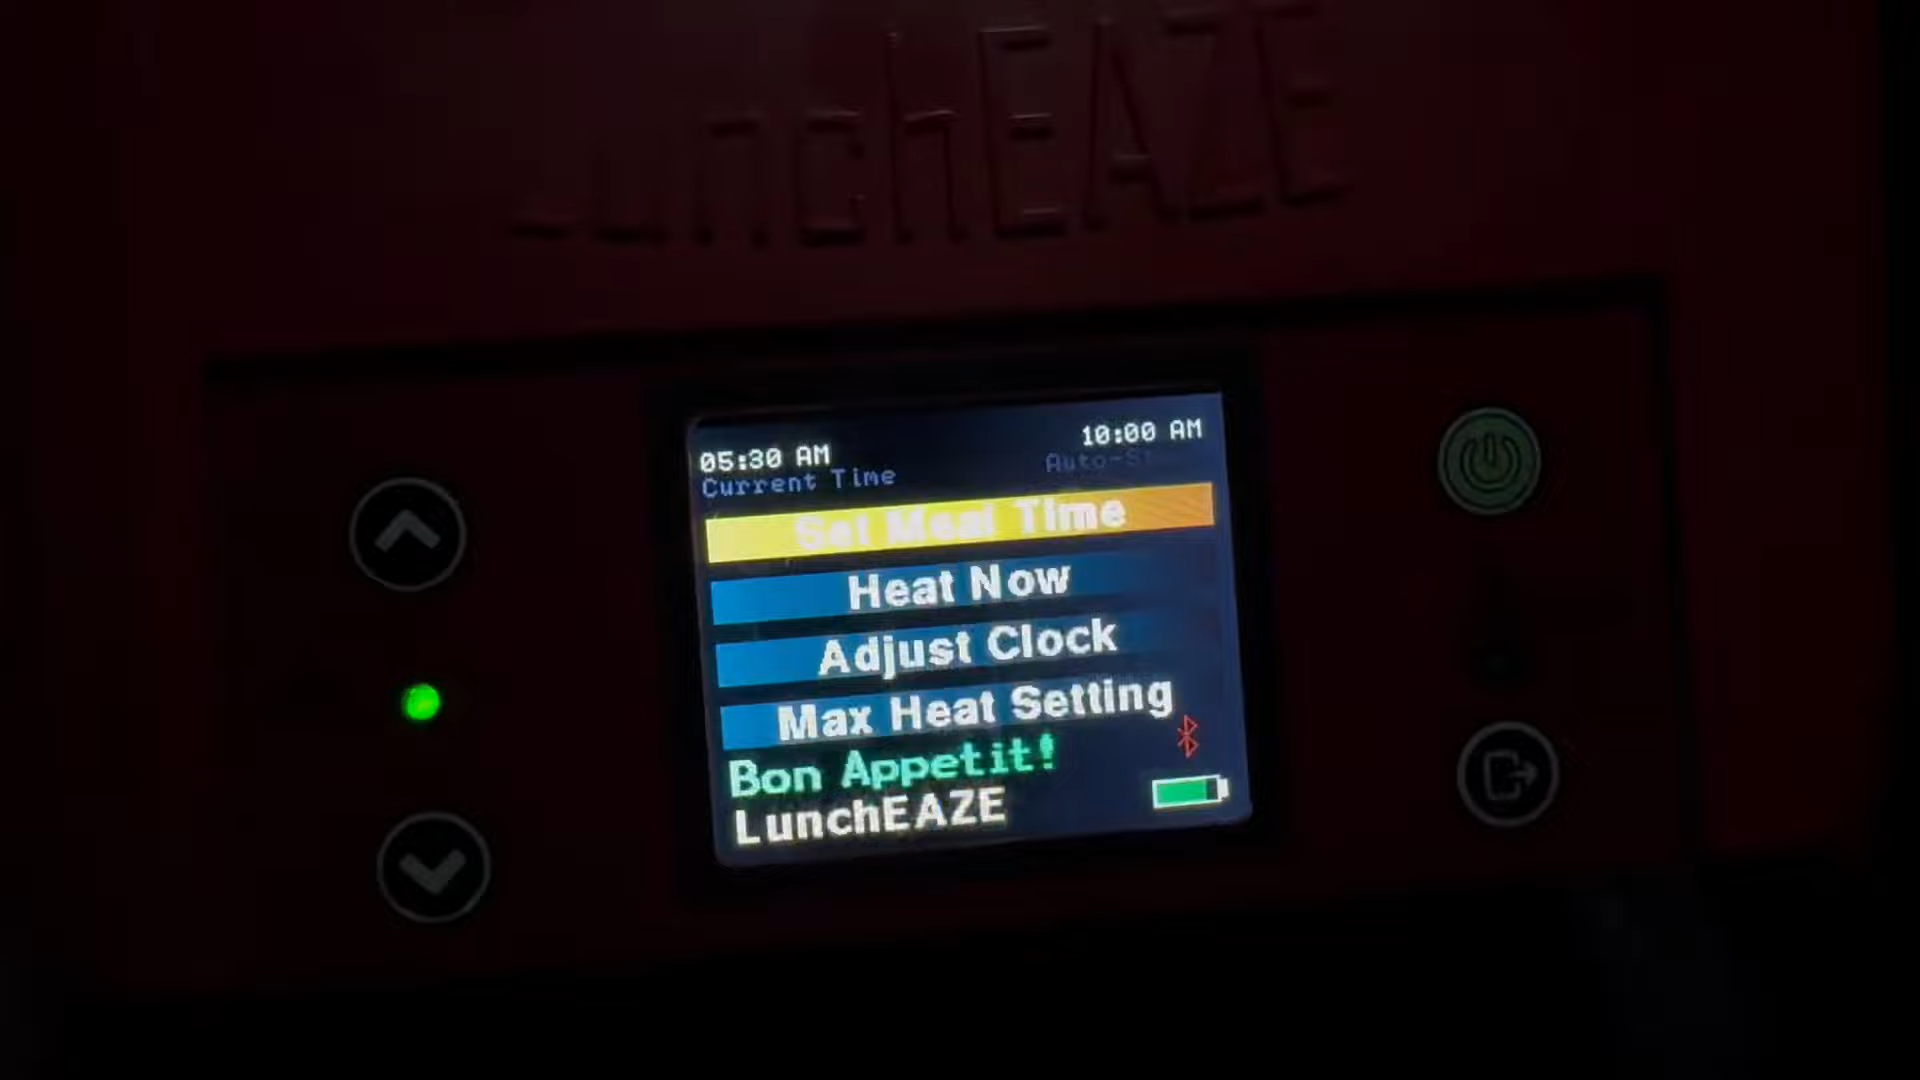 LunchEAZE
05:30 AM
Current Time
10:00 AM
Set Meal Time
Heat Now
Adjust Clock
Max Heat Setting
Bon Appetit!
LunchEAZE